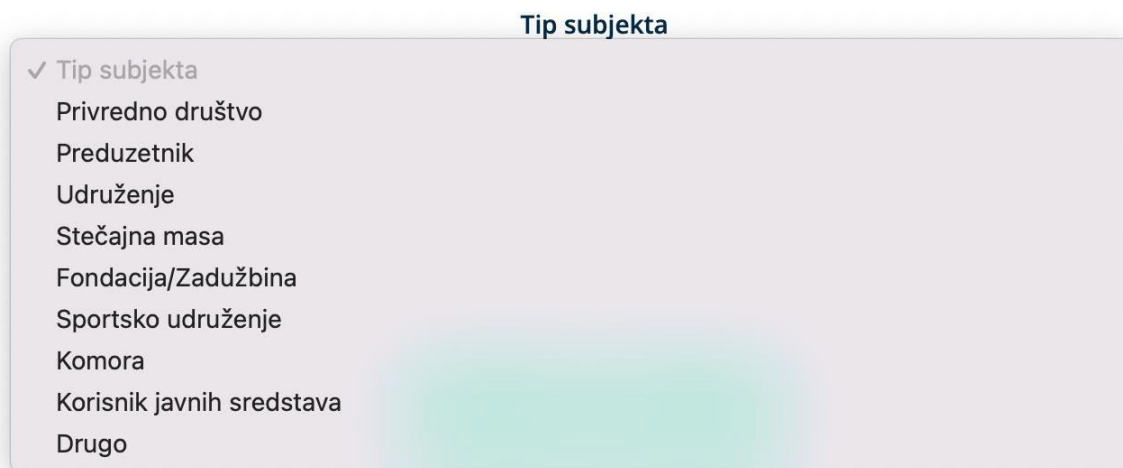 Tip subjekta
✓ Tip subjekta
Privredno društvo
Preduzetnik
Udruženje
Stečajna masa
Fondacija/Zadužbina
Sportsko udruženje
Komora
Korisnik javnih sredstava
Drugo